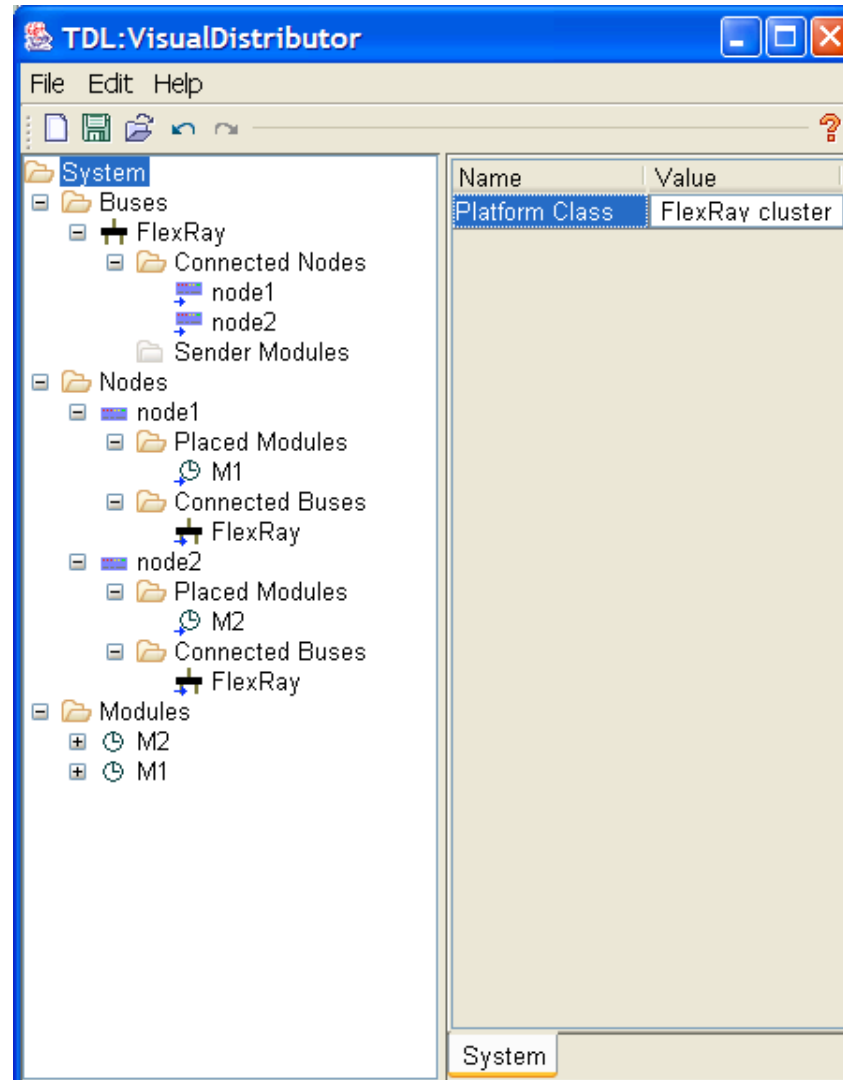 TDL:VisualDistributor
File Edit Help
System
Buses
FlexRay
Connected Nodes
node1
node2
Sender Modules
Nodes
node1
Placed Modules
M1
Connected Buses
FlexRay
node2
Placed Modules
M2
Connected Buses
FlexRay
Modules
M2
M1
Name Value
Platform Class FlexRay cluster
System